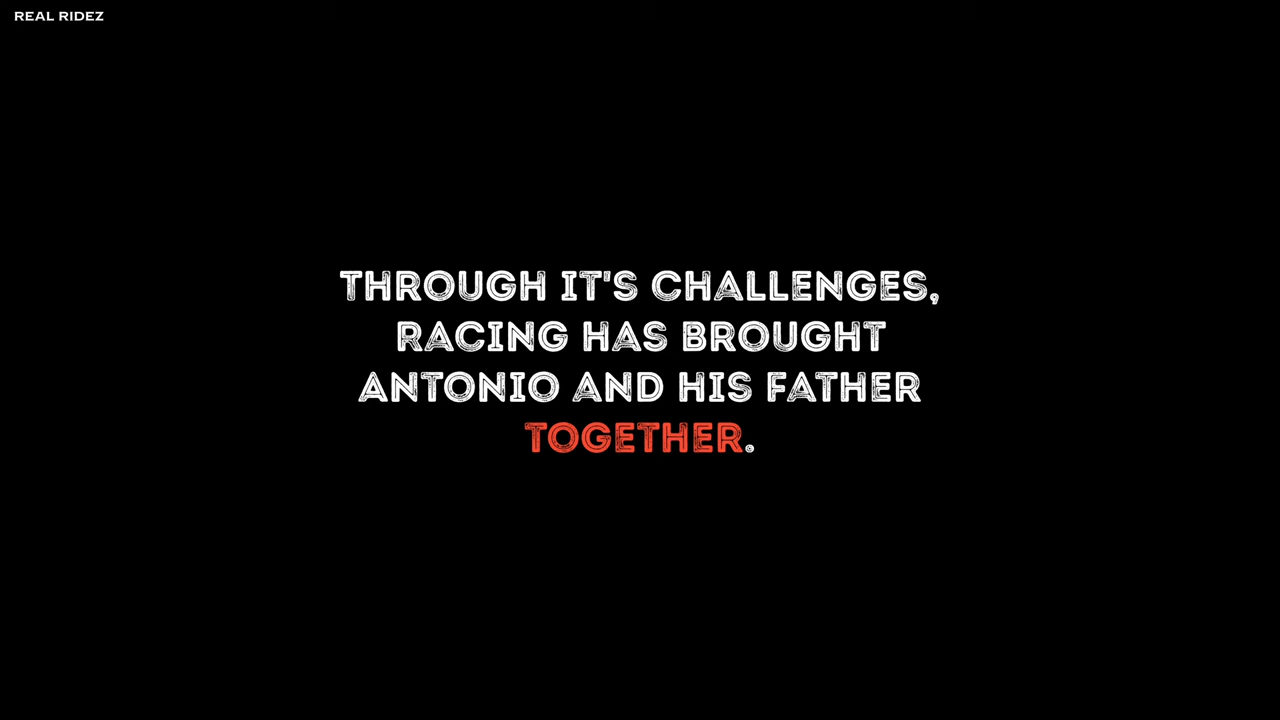 REAL RIDEZ
THROUGH IT'S CHALLENGES,
RACING HAS BROUGHT
ANTONIO AND HIS FATHER
TOGETHER.